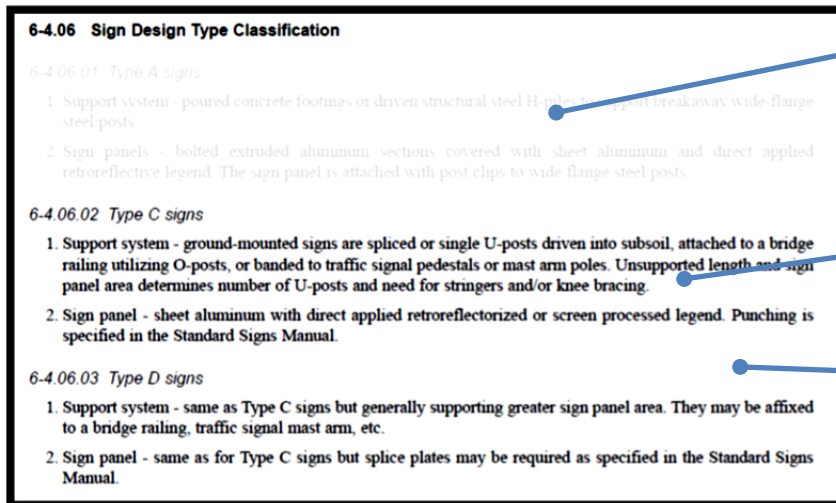 6-4.06 Sign Design Type Classification
6-4.06.01 Type A signs
1. Support system - poured concrete footings or driven structural steel H-piles to support breakaway wide-flange
steel posts
2. Sign panels - bolted extruded aluminum sections covered with sheet aluminum and direct applied
retroreflective legend. The sign panel is attached with post clips to wide flange steel posts
6-4.06.02 Type C signs
1. Support system - ground-mounted signs are spliced or single U-posts driven into subsoil, attached to a bridge
railing utilizing O-posts, or banded to traffic signal pedestals or mast arm poles. Unsupported length and sign
panel area determines number of U-posts and need for stringers and/or knee bracing.
2. Sign panel - sheet aluminum with direct applied retroreflectorized or screen processed legend. Punching is
specified in the Standard Signs Manual.
6-4.06.03 Type D signs
1. Support system - same as Type C signs but generally supporting greater sign panel area. They may be affixed
to a bridge railing, traffic signal mast arm, etc.
2. Sign panel - same as for Type C signs but splice plates may be required as specified in the Standard Signs
Manual.